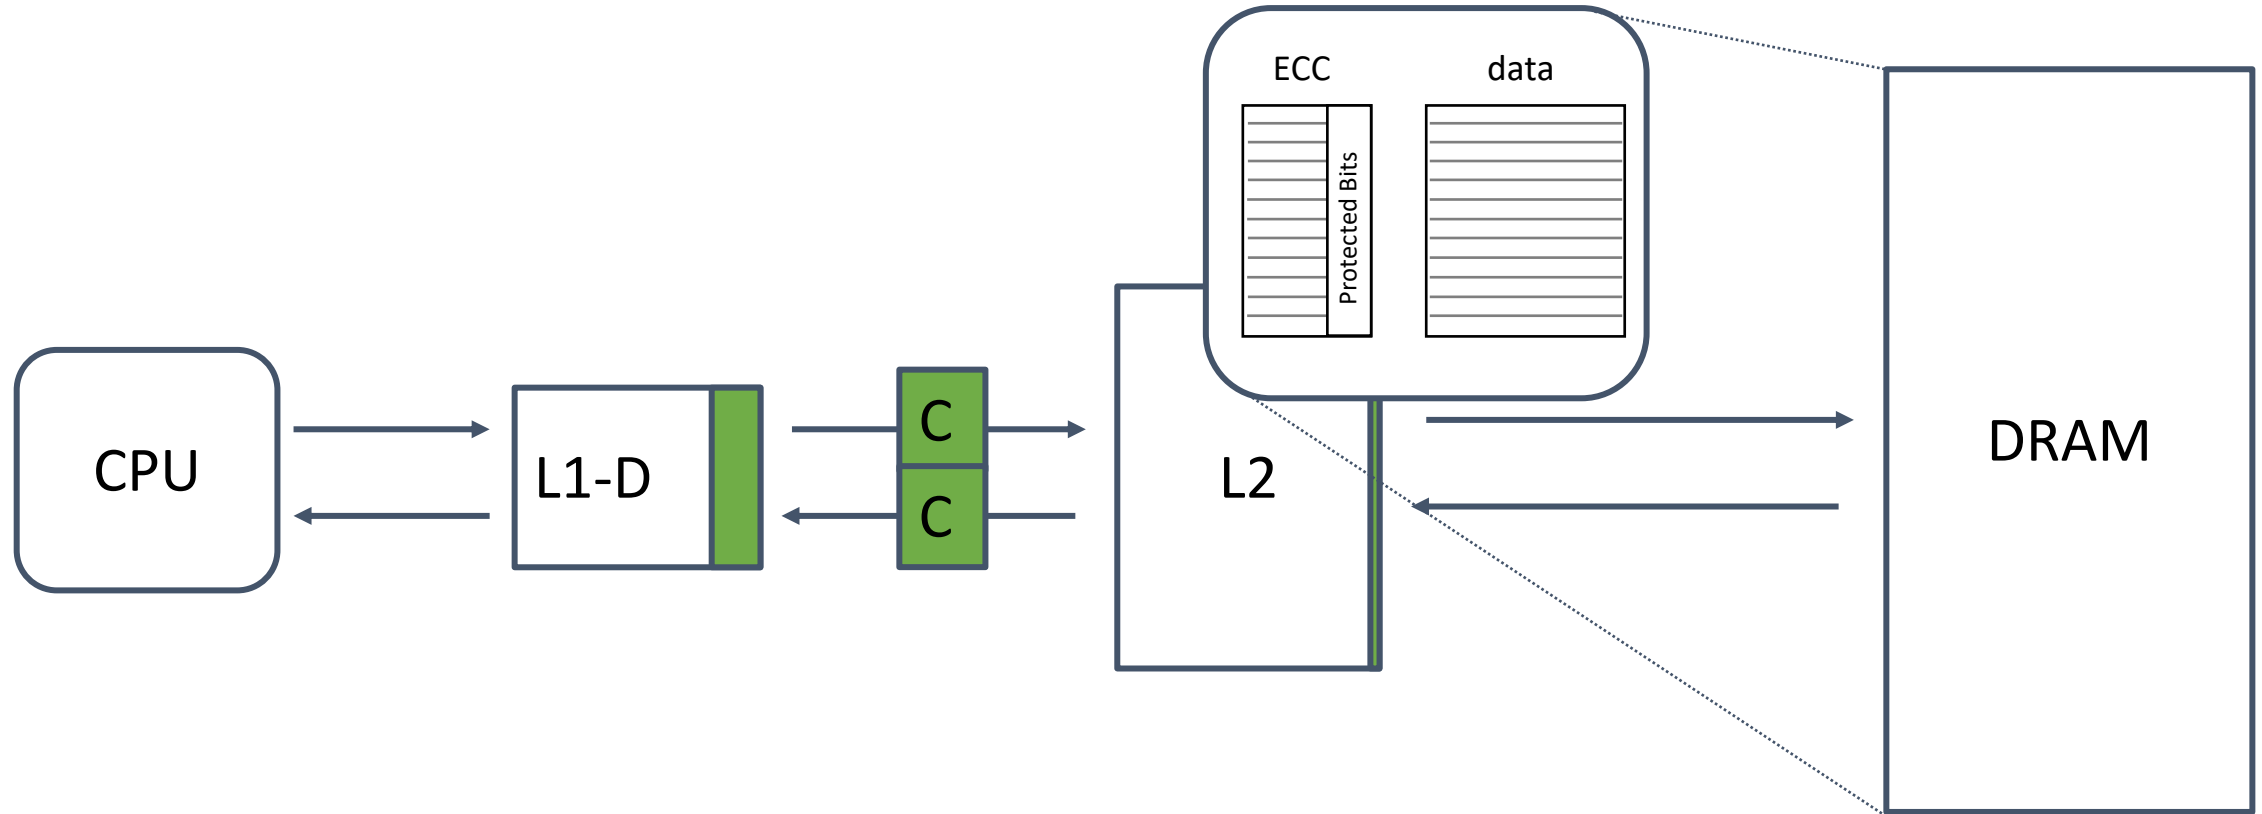 ECC
data
Protected Bits
CPU
L1-D
C
C
L2
DRAM